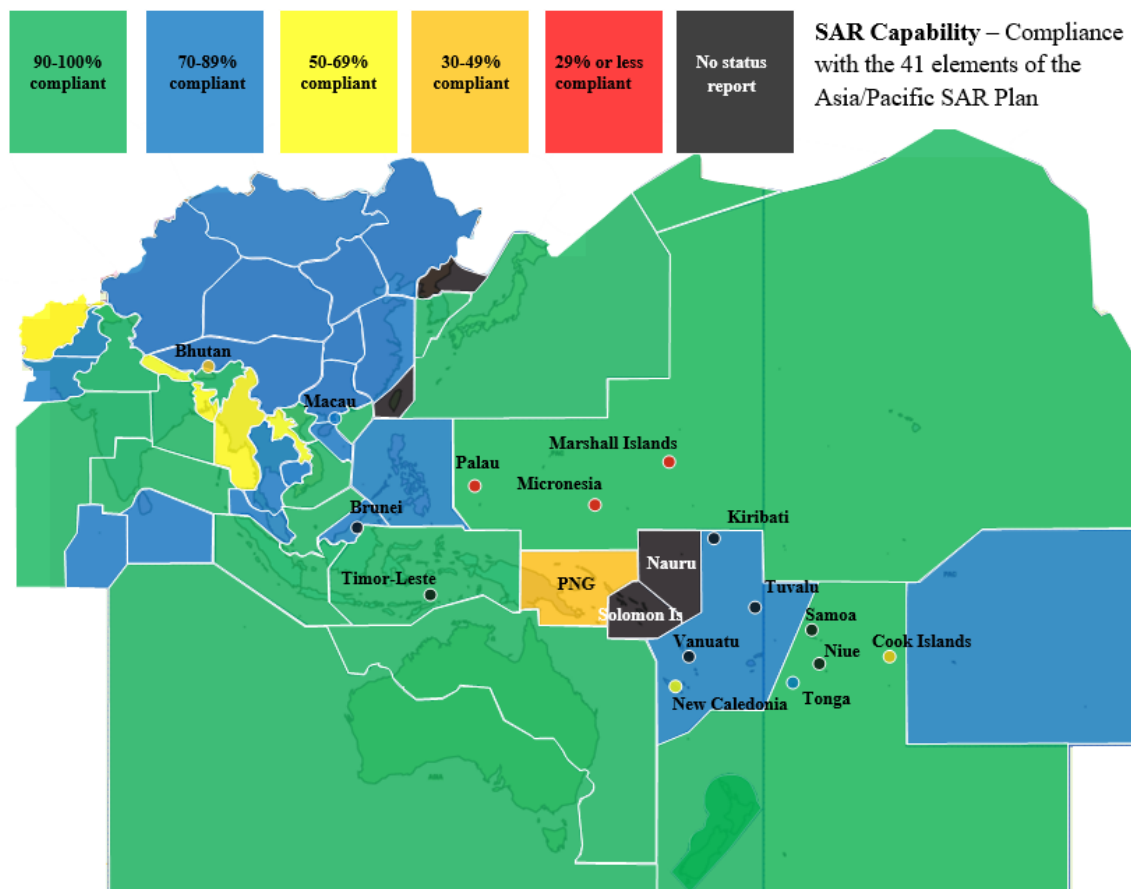 90-100%
compliant
70-89%
compliant
50-69%
compliant
30-49%
compliant
29% or less
compliant
No status
report
SAR Capability – Compliance
with the 41 elements of the
Asia/Pacific SAR Plan
Bhutan
Macau
Marshall Islands
Palau
Micronesia
Brunei
Kiribati
Nauru
Timor-Leste
PNG
Tuvalu
Solomon Is
Samoa
Vanuatu
Niue
Cook Islands
New Caledonia
Tonga